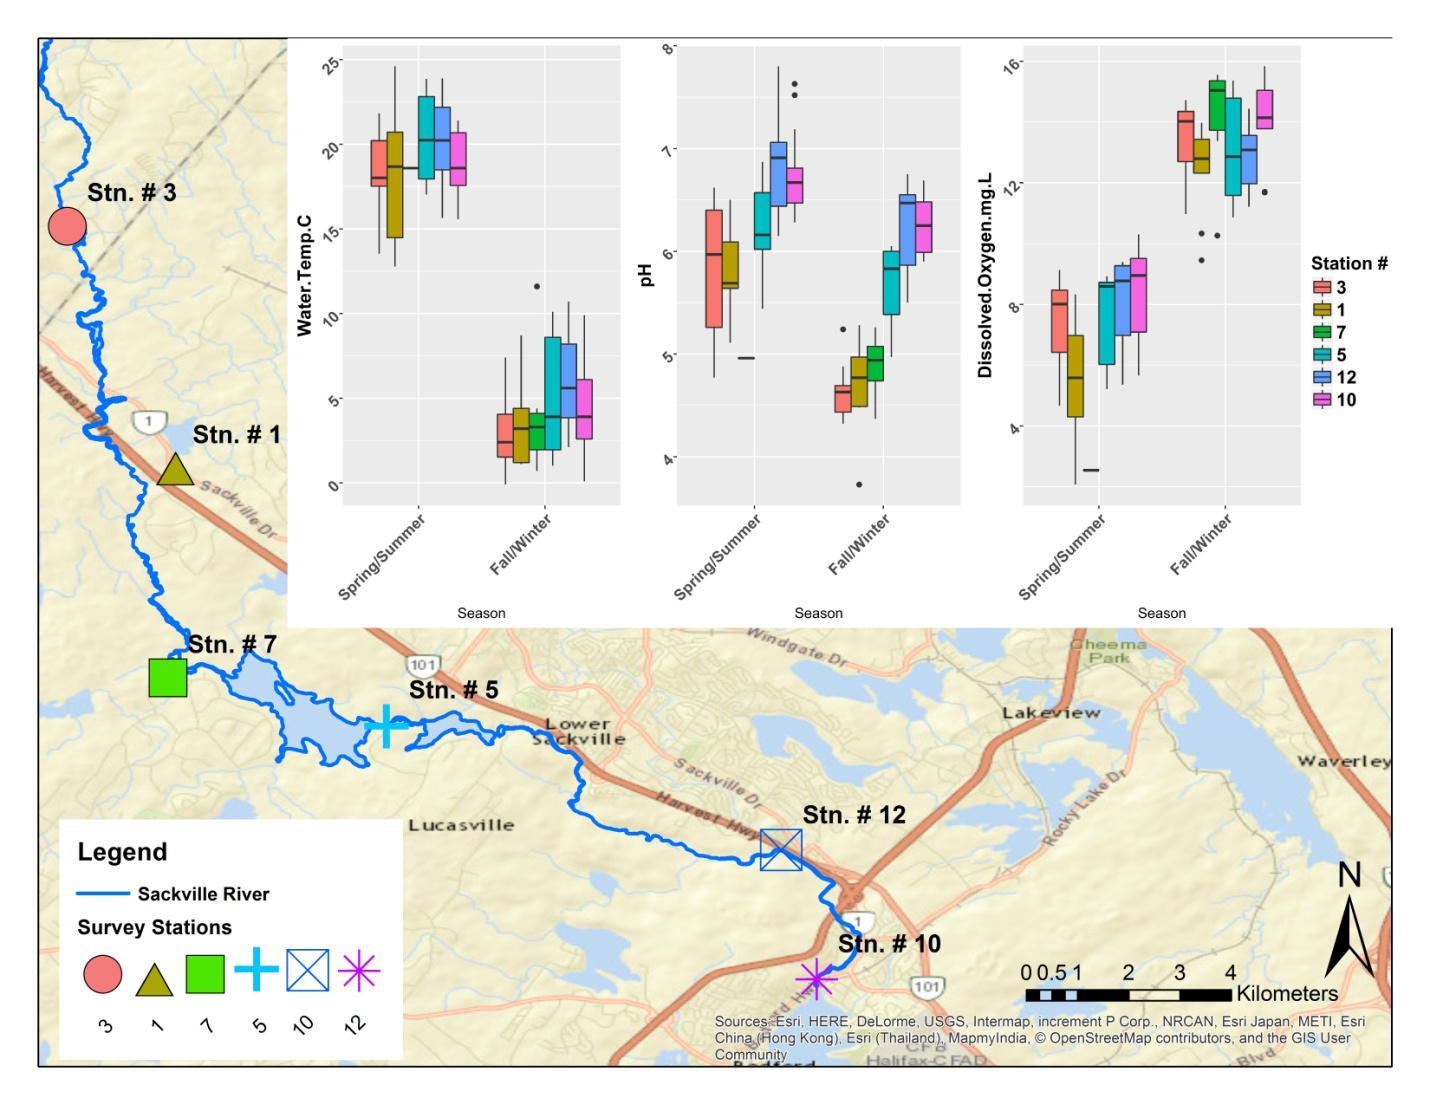 Stn. # 3
Stn. # 1
Stn. # 7
Stn. # 5
Stn. # 12
Stn. # 10
Harvest Hwy
1
Sackville Dr
Water.Temp.C
25
20
15
10
5
0
Spring/Summer
Fall/Winter
Season
pH
8
7
6
5
4
Spring/Summer
Fall/Winter
Season
Dissolved.Oxygen.mg.L
16
12
8
4
Spring/Summer
Fall/Winter
Season
Station #
3
1
7
5
12
10
101
Lower
Sackville
Windgate Dr
Cheema
Park
Lakeview
Waverley
Sackville Dr
Harvest Hwy
Rocky Lake Dr
Lucasville
1
101
Legend
Sackville River
Survey Stations
3
1
7
5
10
12
N
0 0.5 1 2 3 4
Kilometers
Sources: Esri, HERE, DeLorme, USGS, Intermap, increment P Corp., NRCAN, Esri Japan, METI, Esri
China (Hong Kong), Esri (Thailand), MapmyIndia, © OpenStreetMap contributors, and the GIS User
Community
CFB
Halifax-CFAD
Blvd
Bedford